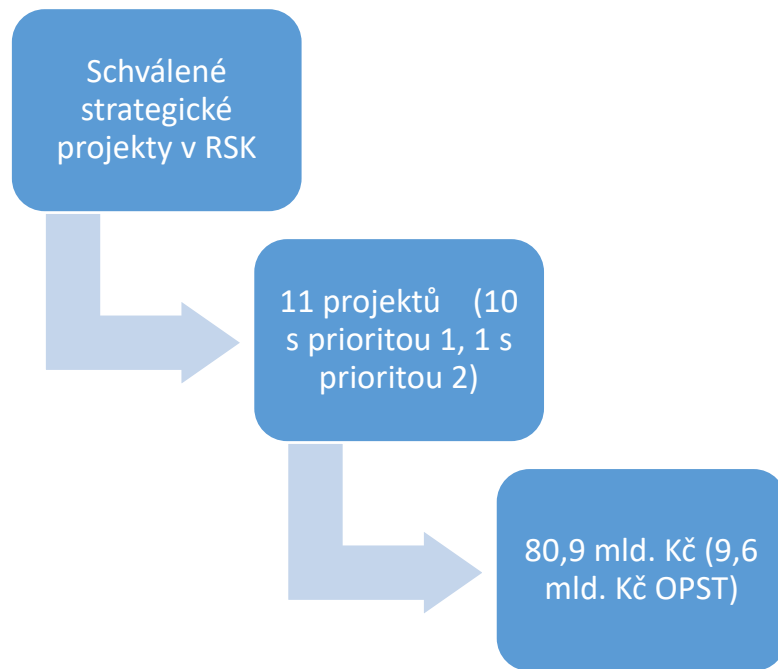 Schválené
strategické
projekty v RSK
11 projektů (10
s prioritou 1, 1 s
prioritou 2)
80,9 mld. Kč (9,6
mld. Kč OPST)